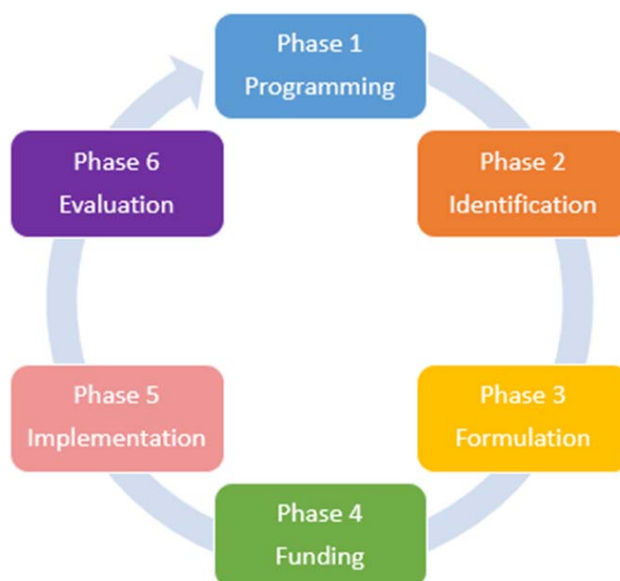 Phase 1
Programming
Phase 2
Identification
Phase 3
Formulation
Phase 4
Funding
Phase 5
Implementation
Phase 6
Evaluation